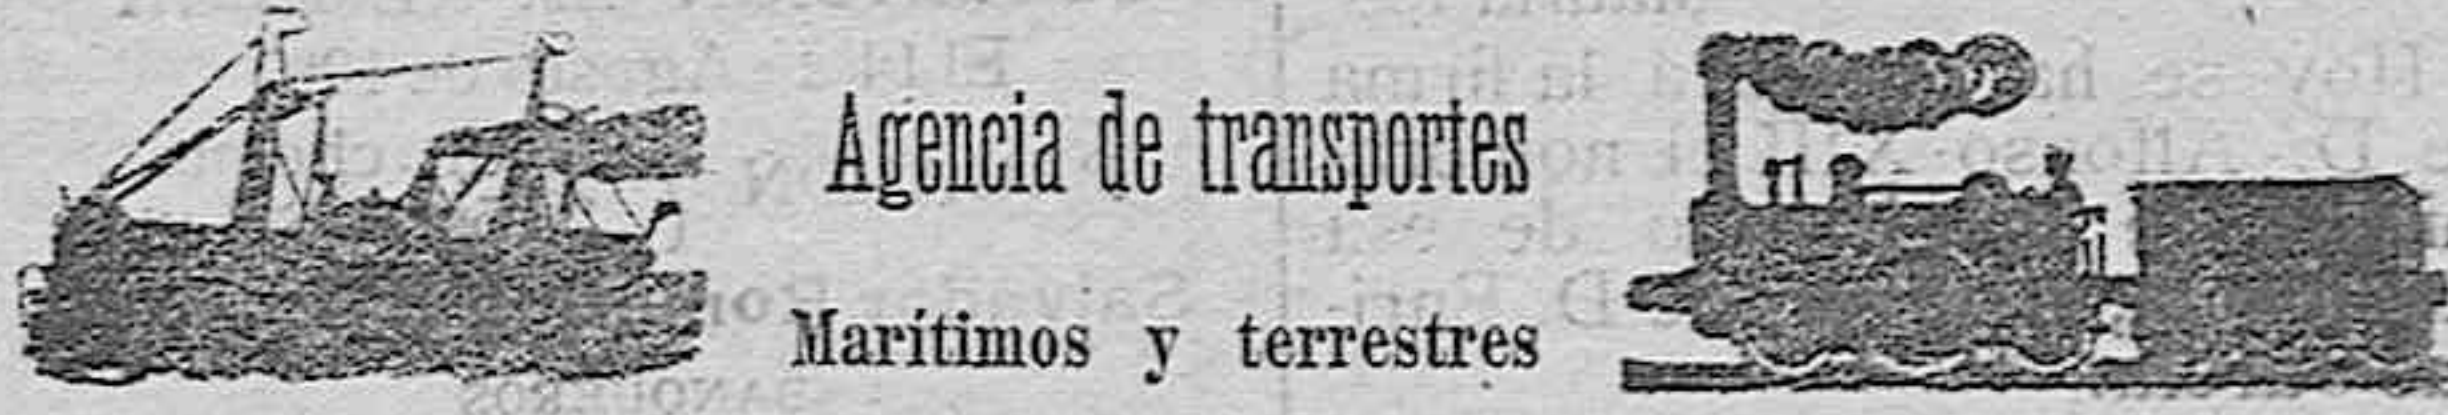 Agencia de transportes
Marítimos y terrestres